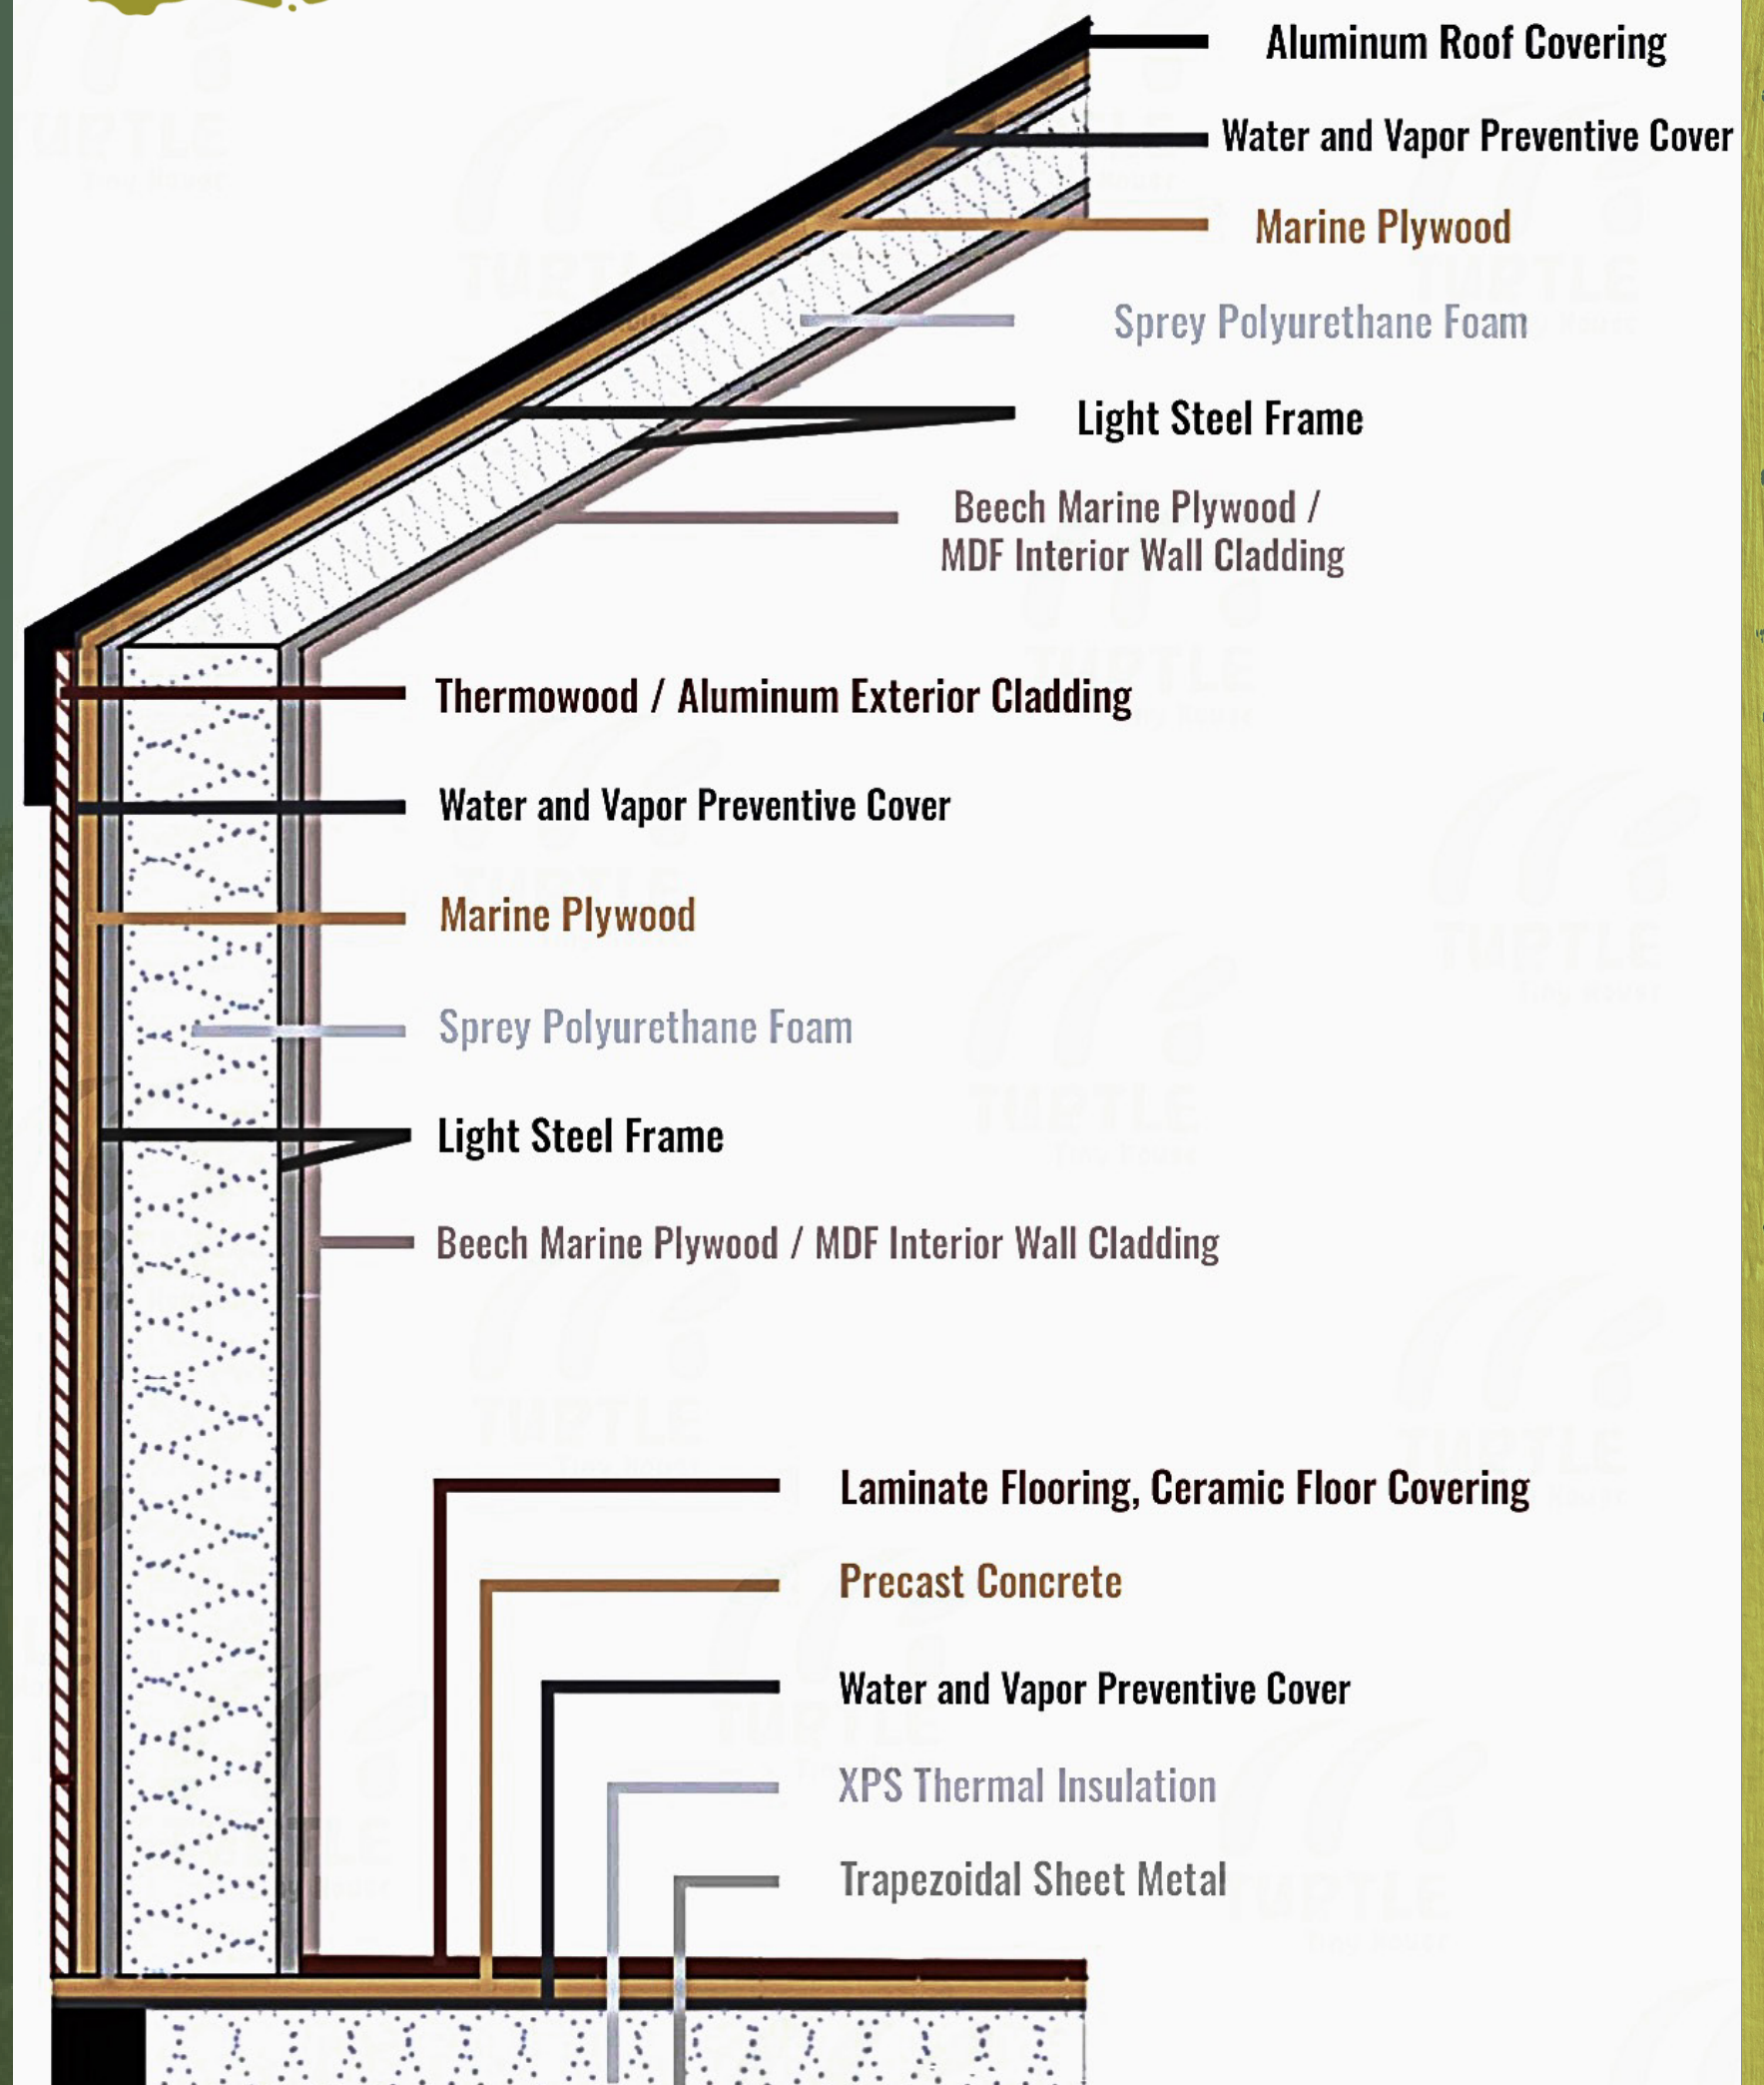 Aluminum Roof Covering
Water and Vapor Preventive Cover
Marine Plywood
Sprey Polyurethane Foam
Light Steel Frame
Beech Marine Plywood /
MDF Interior Wall Cladding
Thermowood / Aluminum Exterior Cladding
Water and Vapor Preventive Cover
Marine Plywood
Sprey Polyurethane Foam
Light Steel Frame
Beech Marine Plywood / MDF Interior Wall Cladding
Laminate Flooring, Ceramic Floor Covering
Precast Concrete
Water and Vapor Preventive Cover
XPS Thermal Insulation
Trapezoidal Sheet Metal
TURTLE
Tiny House